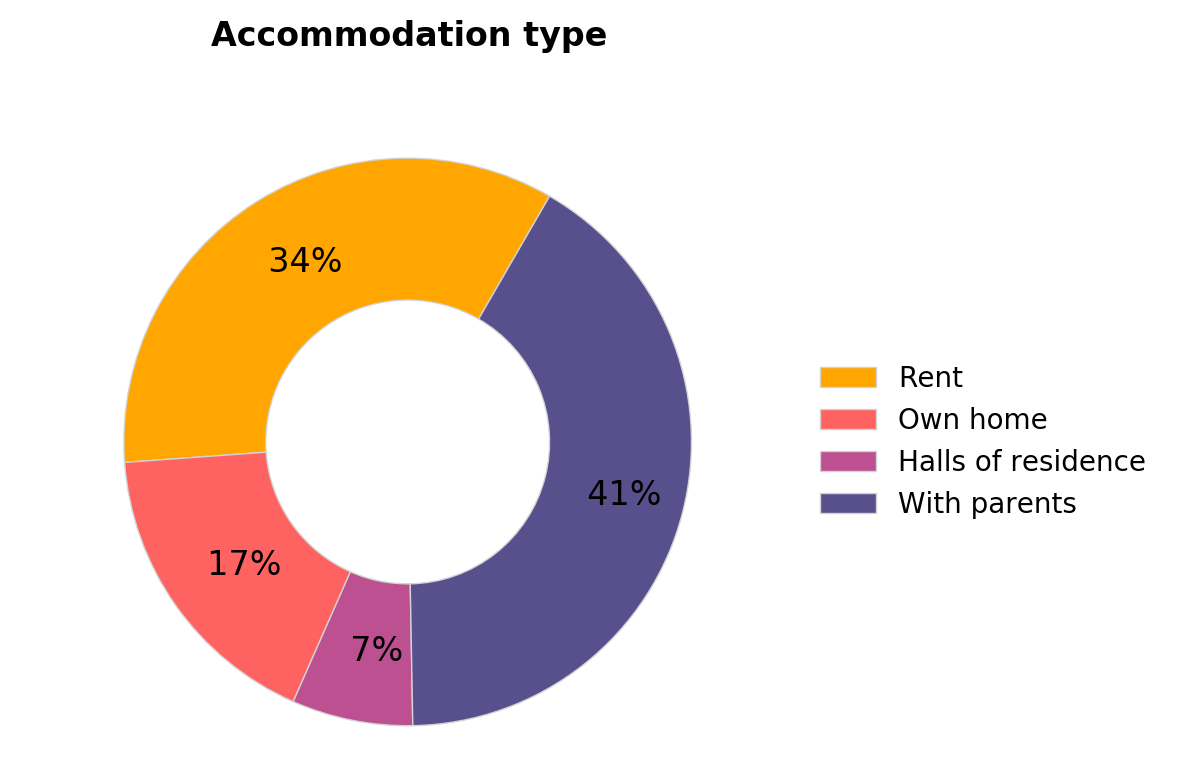 Accommodation type
34%
41%
17%
7%
Rent
Own home
Halls of residence
With parents